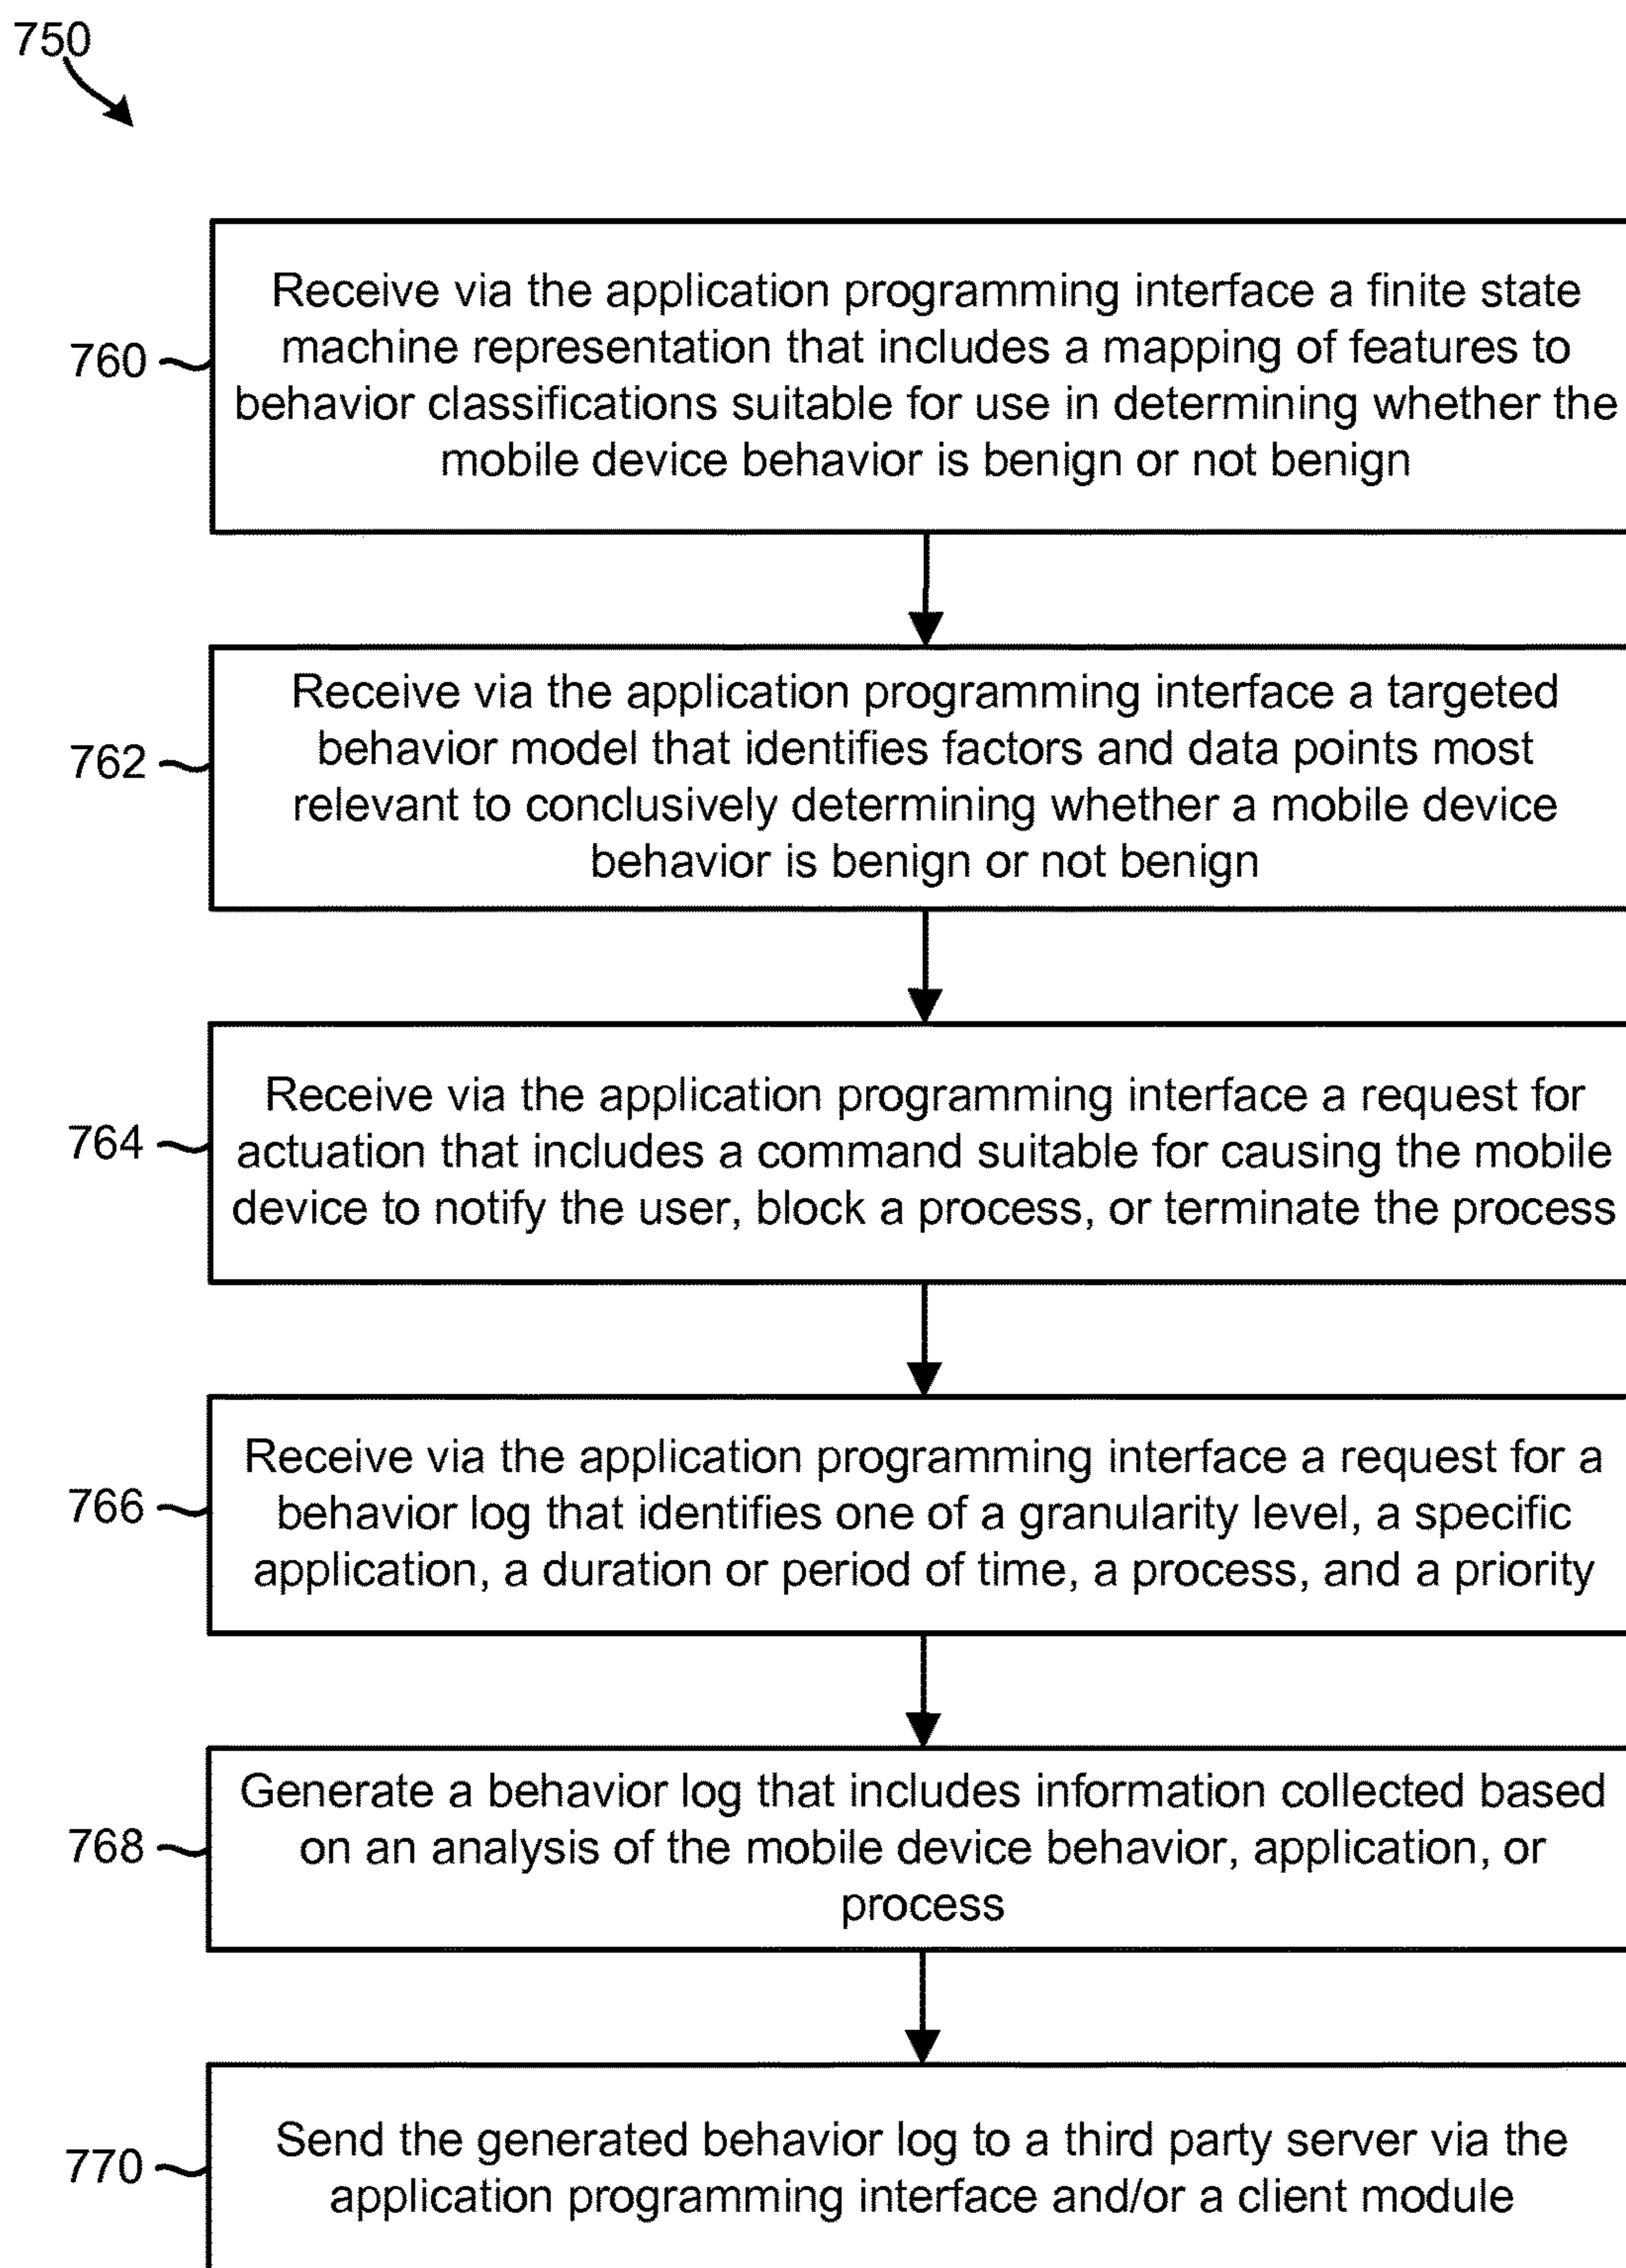 750
Receive via the application programming interface a finite state
machine representation that includes a mapping of features to
760
behavior classifications suitable for use in determining whether the
mobile device behavior is benign or not benign
Receive via the application programming interface a targeted
behavior model that identifies factors and data points most
762
relevant to conclusively determining whether a mobile device
behavior is benign or not benign
Receive via the application programming interface a request for
764
actuation that includes a command suitable for causing the mobile
device to notify the user, block a process, or terminate the process
Receive via the application programming interface a request for a
766
behavior log that identifies one of a granularity level, a specific
application, a duration or period of time, a process, and a priority
Generate a behavior log that includes information collected based
768
on an analysis of the mobile device behavior, application, or
process
Send the generated behavior log to a third party server via the
770
application programming interface and/or a client module